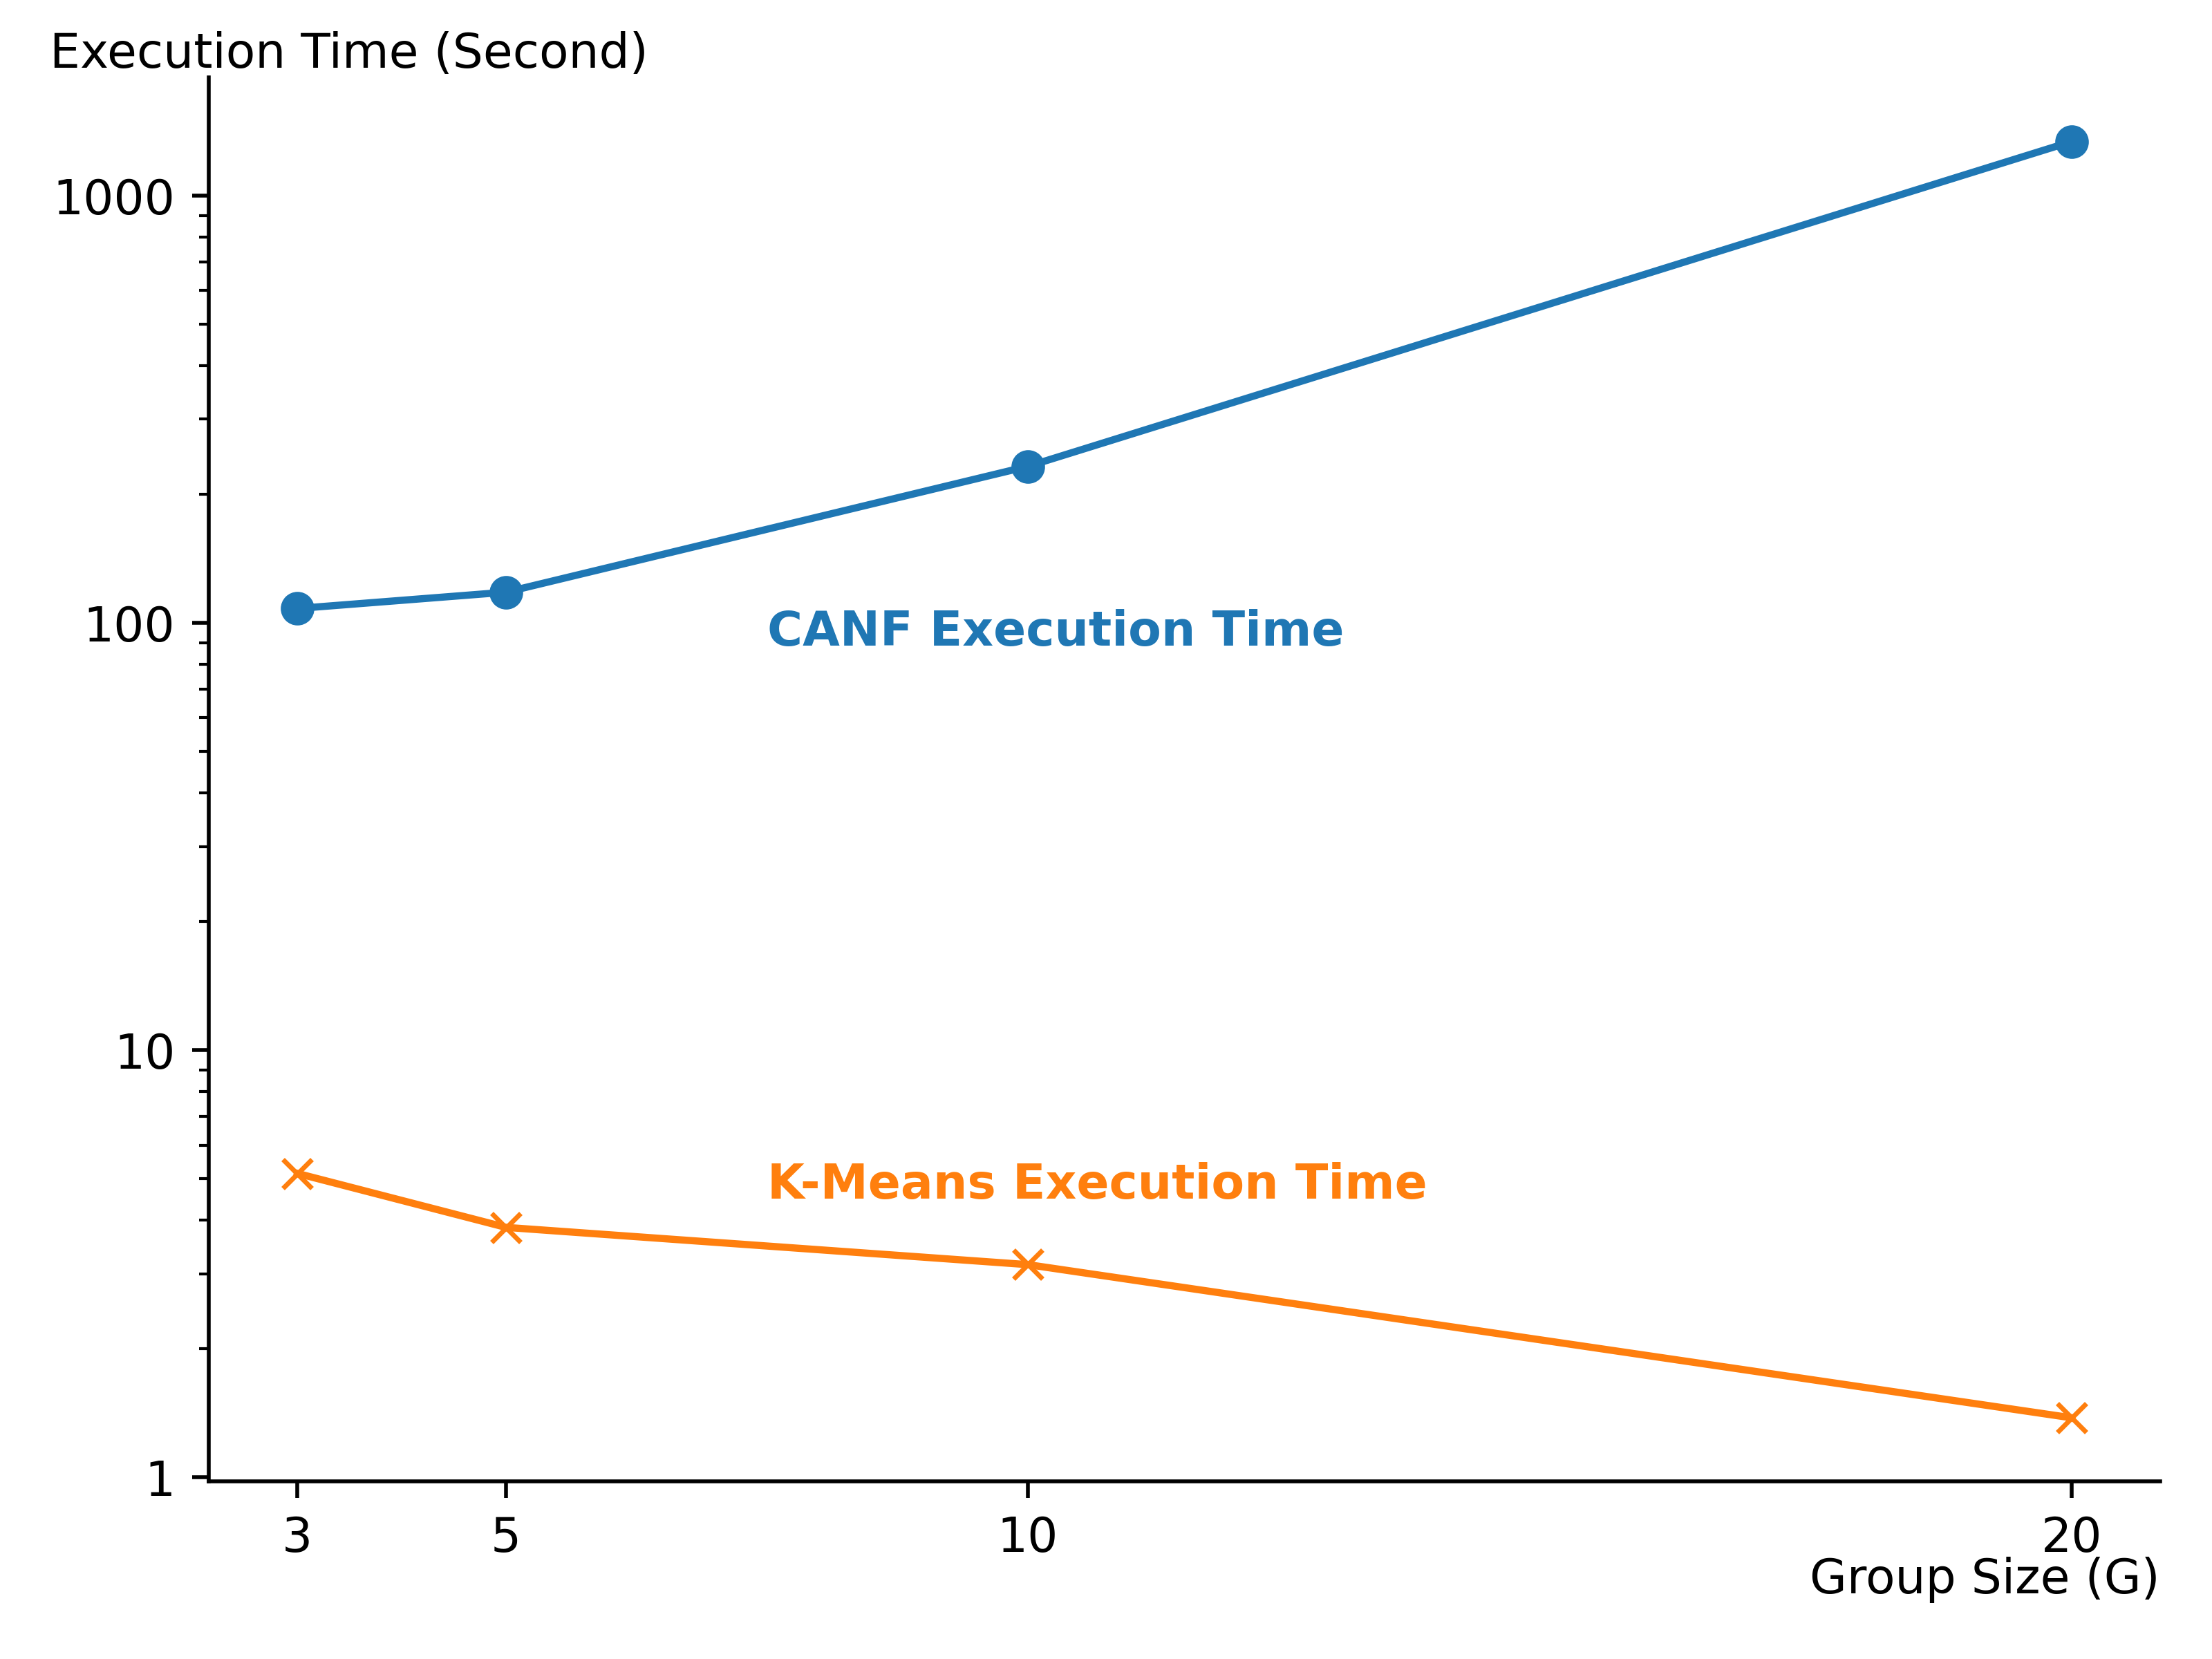 Execution Time (Second)
1000
100
CANF Execution Time
10
K-Means Execution Time
1
3 5 10 20
Group Size (G)